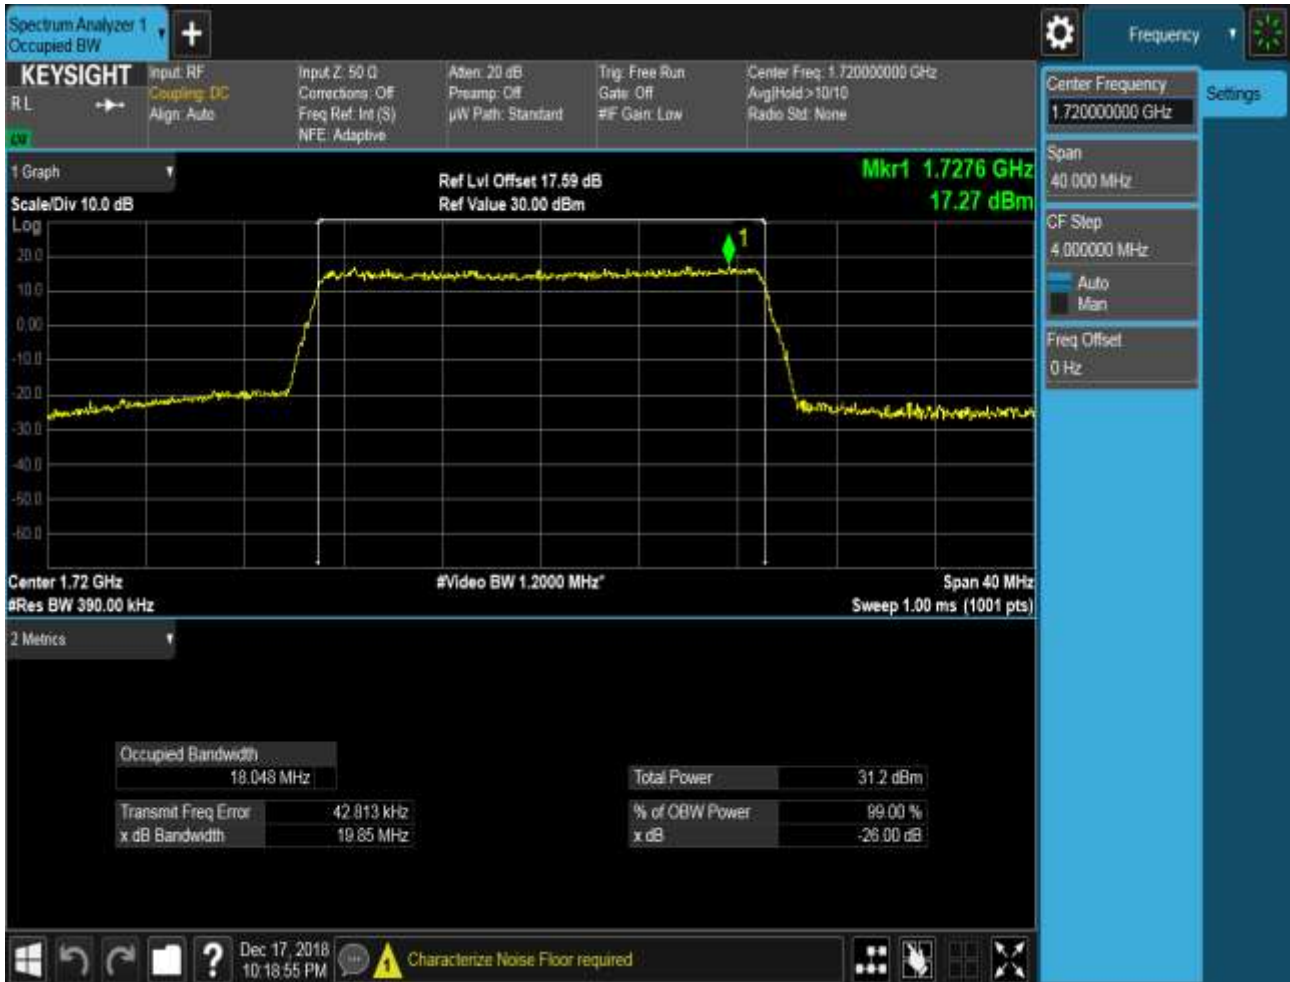 Spectrum Analyzer 1
Occupied BW
Frequency
KEYSIGHT
RL
LXI
Input: RF
Coupling: DC
Align: Auto
Input Z: 50 Ω
Corrections: Off
Freq Ref: Int (S)
NFE: Adaptive
Atten: 20 dB
Preamp: Off
µW Path: Standard
Trig: Free Run
Gate: Off
#IF Gain: Low
Center Freq: 1.720000000 GHz
Avg|Hold:>10/10
Radio Std: None
Center Frequency
1.720000000 GHz
Settings
Span
40.000 MHz
CF Step
4.000000 MHz
Auto
Man
Freq Offset
0 Hz
1 Graph
Scale/Div 10.0 dB
Ref Lvl Offset 17.59 dB
Ref Value 30.00 dBm
Mkr1 1.7276 GHz
17.27 dBm
Log
20.0
10.0
0.00
-10.0
-20.0
-30.0
-40.0
-50.0
-60.0
1
Center 1.72 GHz
#Video BW 1.2000 MHz*
Span 40 MHz
#Res BW 390.00 kHz
Sweep 1.00 ms (1001 pts)
2 Metrics
Occupied Bandwidth
18.048 MHz
Total Power 31.2 dBm
Transmit Freq Error 42.813 kHz
% of OBW Power 99.00 %
x dB Bandwidth 19.85 MHz
x dB -26.00 dB
?
Dec 17, 2018
10:18:55 PM
1
Characterize Noise Floor required